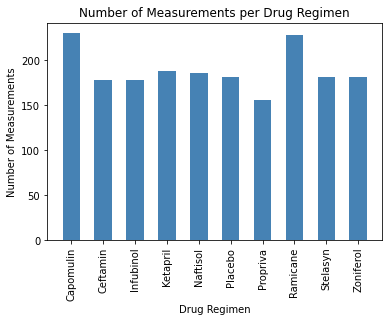 Number of Measurements per Drug Regimen
Number of Measurements
200
150
100
50
0
Capomulin
Ceftamin
Infubinol
Ketapril
Naftisol
Placebo
Propriva
Ramicane
Stelasyn
Zoniferol
Drug Regimen